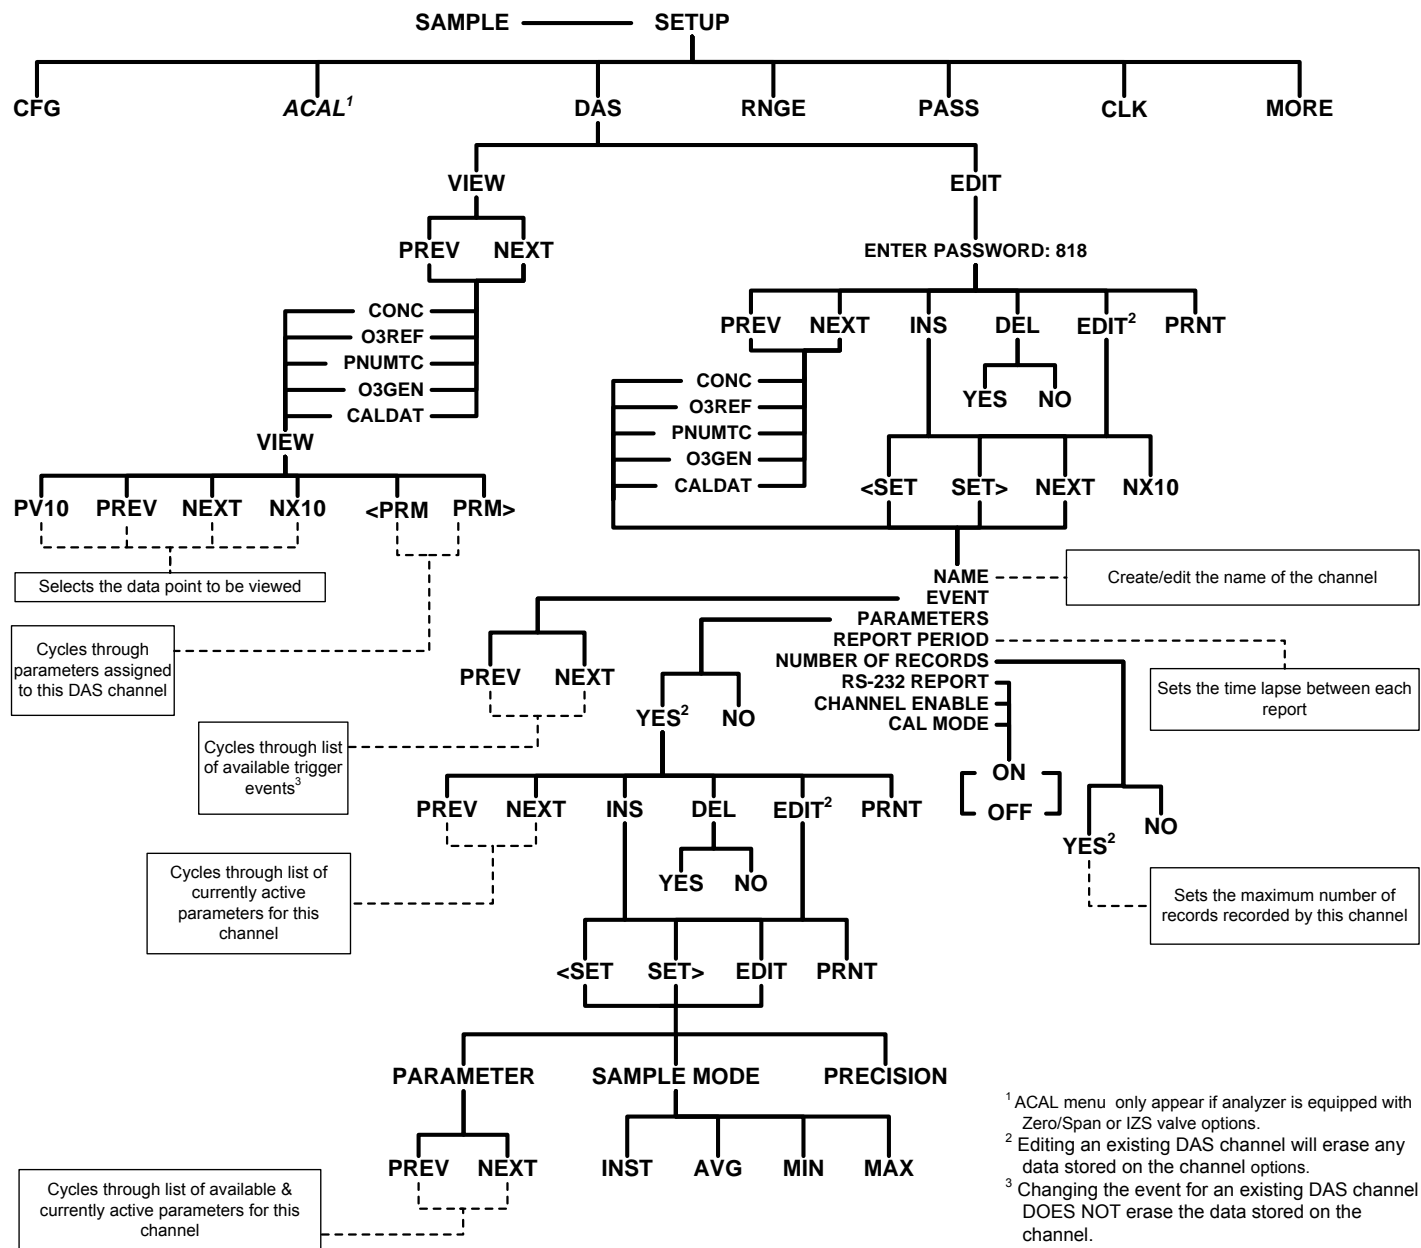 SAMPLE SETUP
CFG ACAL¹ DAS RNGE PASS CLK MORE
VIEW EDIT
PREV NEXT ENTER PASSWORD: 818
CONC
O3REF
PNUMTC
O3GEN
CALDAT
PREV NEXT INS DEL EDIT² PRNT
YES NO
CONC
O3REF
PNUMTC
O3GEN
CALDAT
VIEW
PV10 PREV NEXT NX10 <PRM PRM>
<SET SET> NEXT NX10
Selects the data point to be viewed
Cycles through
parameters assigned
to this DAS channel
NAME
EVENT
PARAMETERS
REPORT PERIOD
NUMBER OF RECORDS
RS-232 REPORT
CHANNEL ENABLE
CAL MODE
Create/edit the name of the channel
Sets the time lapse between each
report
PREV NEXT
Cycles through list
of available trigger
events³
YES² NO
ON
OFF
YES² NO
Sets the maximum number of
records recorded by this channel
PREV NEXT INS DEL EDIT² PRNT
Cycles through list of
currently active
parameters for this
channel
YES NO
<SET SET> EDIT PRNT
PARAMETER SAMPLE MODE PRECISION
PREV NEXT INST AVG MIN MAX
Cycles through list of available &
currently active parameters for this
channel
¹ ACAL menu only appear if analyzer is equipped with
Zero/Span or IZS valve options.
² Editing an existing DAS channel will erase any
data stored on the channel options.
³ Changing the event for an existing DAS channel
DOES NOT erase the data stored on the
channel.